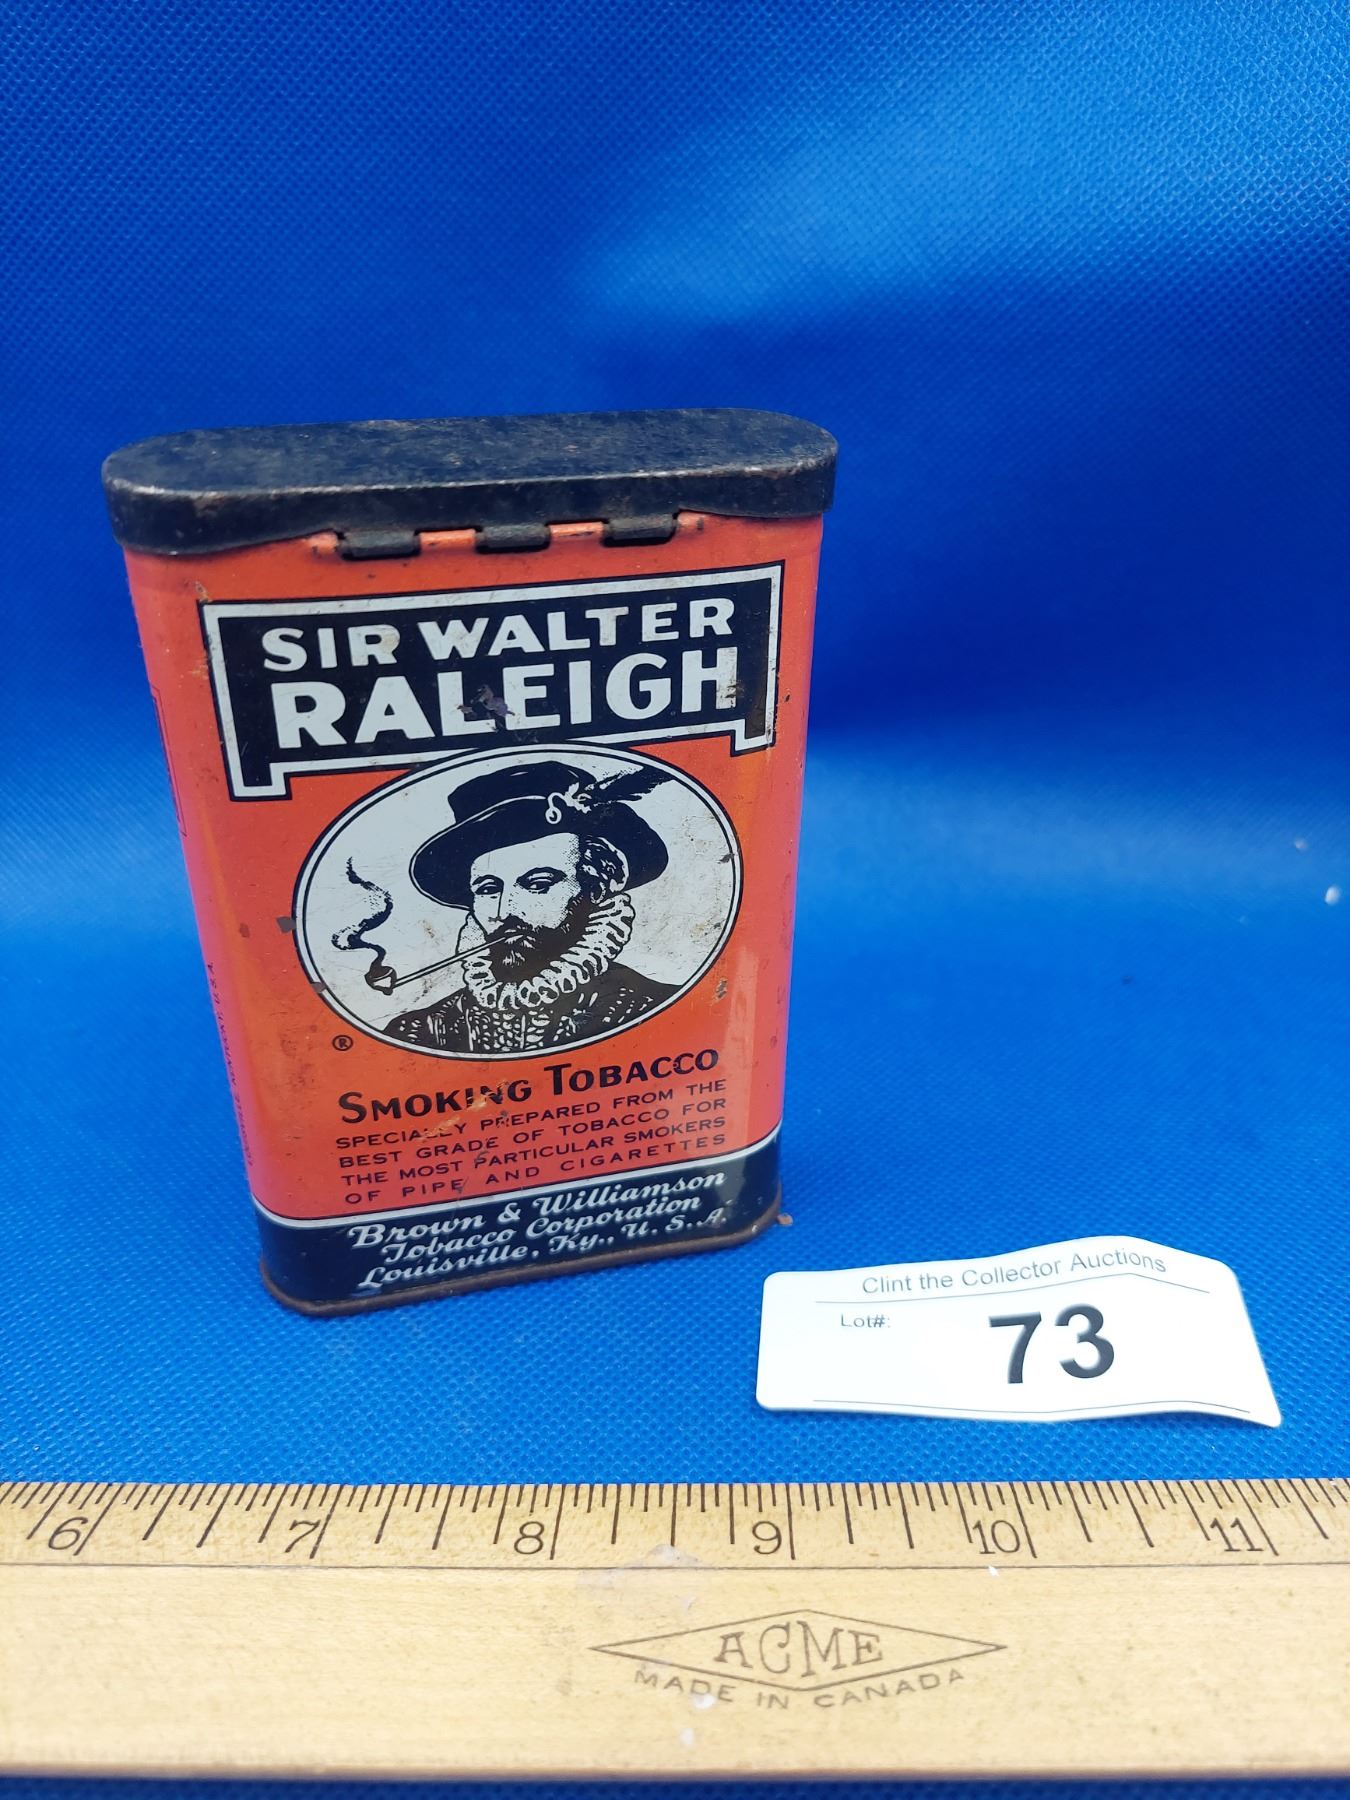 SIR WALTER
RALEIGH
®
SMOKING TOBACCO
SPECIALLY PREPARED FROM THE
BEST GRADE OF TOBACCO FOR
THE MOST PARTICULAR SMOKERS
OF PIPE AND CIGARETTES
Brown & Williamson
Tobacco Corporation
Louisville, Ky., U. S. A.
LOUISVILLE, KENTUCKY, U.S.A.
Clint the Collector Auctions
Lot#: 73
6 7 8 9 10 11
ACME
MADE IN CANADA